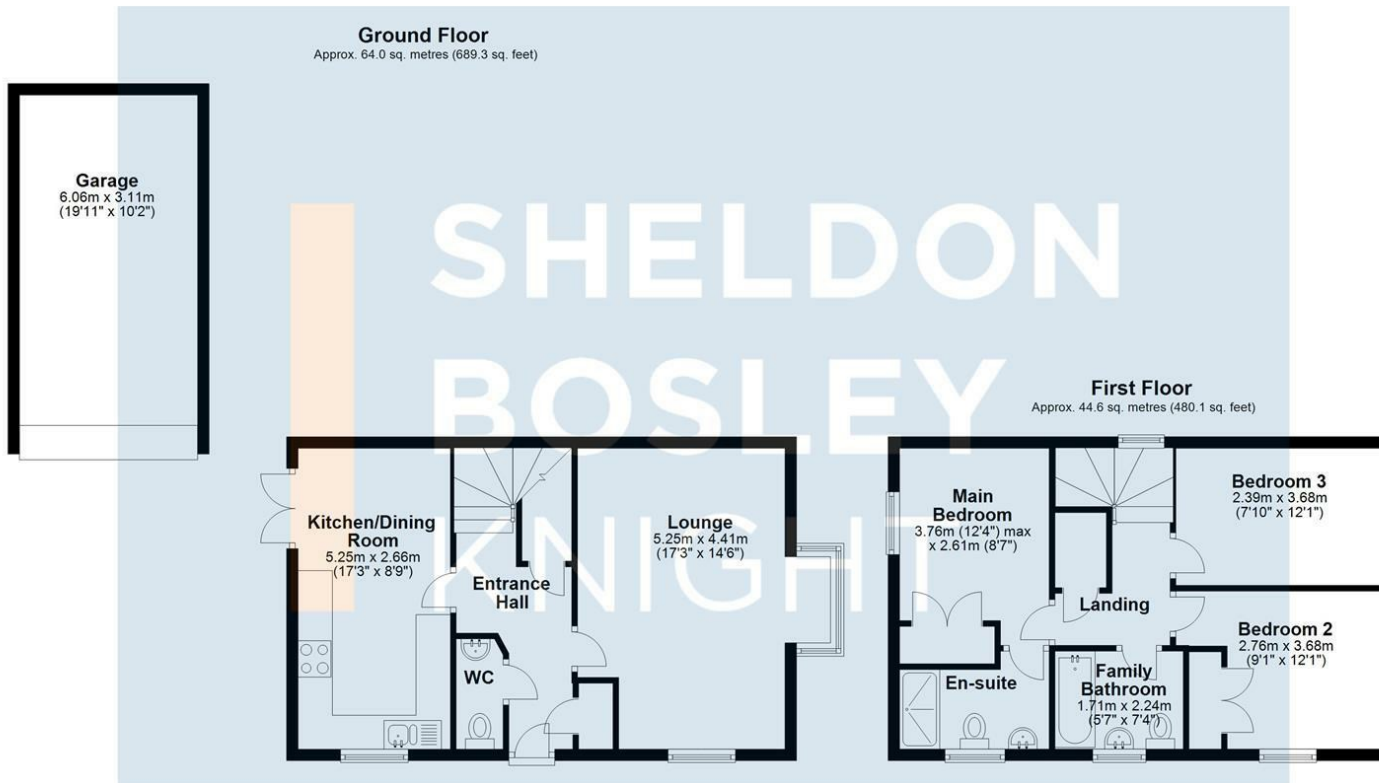 Ground Floor
Approx. 64.0 sq. metres (689.3 sq. feet)
Garage
6.06m x 3.11m
(19'11" x 10'2")
SHELDON
BOSLEY
KNIGHT
Kitchen/Dining
Room
5.25m x 2.66m
(17'3" x 8'9")
Entrance
Hall
WC
Lounge
5.25m x 4.41m
(17'3" x 14'6")
First Floor
Approx. 44.6 sq. metres (480.1 sq. feet)
Main
Bedroom
3.76m (12'4") max
x 2.61m (8'7")
Bedroom 3
2.39m x 3.68m
(7'10" x 12'1")
Landing
Bedroom 2
2.76m x 3.68m
(9'1" x 12'1")
En-suite
Family
Bathroom
1.71m x 2.24m
(5'7" x 7'4")